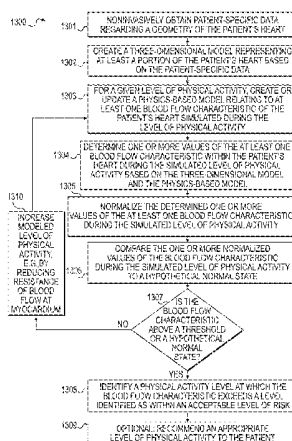 1300
1301
NONINVASIVELY OBTAIN PATIENT-SPECIFIC DATA
REGARDING A GEOMETRY OF THE PATIENT'S HEART
1302
CREATE A THREE-DIMENSIONAL MODEL REPRESENTING
AT LEAST A PORTION OF THE PATIENT'S HEART BASED
ON THE PATIENT-SPECIFIC DATA
1303
FOR A GIVEN LEVEL OF PHYSICAL ACTIVITY, CREATE OR
UPDATE A PHYSICS-BASED MODEL RELATING TO AT
LEAST ONE BLOOD FLOW CHARACTERISTIC OF THE
PATENT'S HEART SIMULATED DURING THE
LEVEL OF PHYSICAL ACTIVITY
1304
DETERMINE ONE OR MORE VALUES OF THE AT LEAST ONE
BLOOD FLOW CHARACTERISTIC WITHIN THE PATIENT'S
HEART DURING THE SIMULATED LEVEL OF PHYSICAL
ACTIVITY BASED ON THE THREE-DIMENSIONAL MODEL
AND THE PHYSICS-BASED MODEL
1305
NORMALIZE THE DETERMINED ONE OR MORE
VALUES OF THE AT LEAST ONE BLOOD FLOW CHARACTERISTIC
DURING THE SIMULATED LEVEL OF PHYSICAL ACTIVITY
1306
COMPARE THE ONE OR MORE NORMALIZED
VALUES OF THE BLOOD FLOW CHARACTERISTIC
DURING THE SIMULATED LEVEL OF PHYSICAL ACTIVITY
TO A HYPOTHETICAL NORMAL STATE
1307
IS THE
BLOOD FLOW
CHARACTERISTIC
ABOVE A THRESHOLD
OR A HYPOTHETICAL
NORMAL
STATE?
NO
1310
INCREASE
MODELED
LEVEL OF
PHYSICAL
ACTIVITY,
E.G., BY
REDUCING
RESISTANCE
OF BLOOD
FLOW AT
MYOCARDIUM
YES
1308
IDENTIFY A PHYSICAL ACTIVITY LEVEL AT WHICH THE
BLOOD FLOW CHARACTERISTIC EXCEEDS A LEVEL
IDENTIFIED AS WITHIN AN ACCEPTABLE LEVEL OF RISK
1309
OPTIONAL: RECOMMEND AN APPROPRIATE
LEVEL OF PHYSICAL ACTIVITY TO THE PATIENT